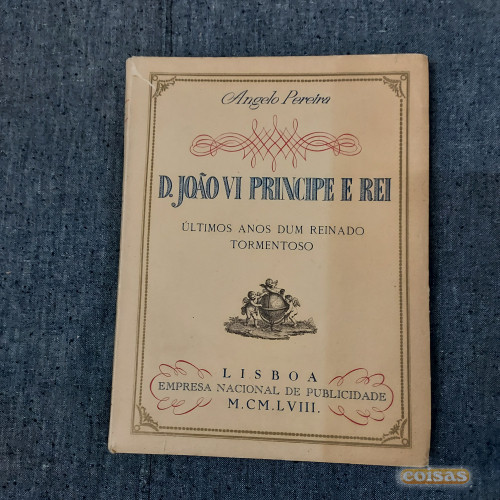 Angelo Pereira
D. JOÃO VI PRINCIPE E REI
ÚLTIMOS ANOS DUM REINADO
TORMENTOSO
LISBOA
EMPRESA NACIONAL DE PUBLICIDADE
M.CM.LVIII.
coisas